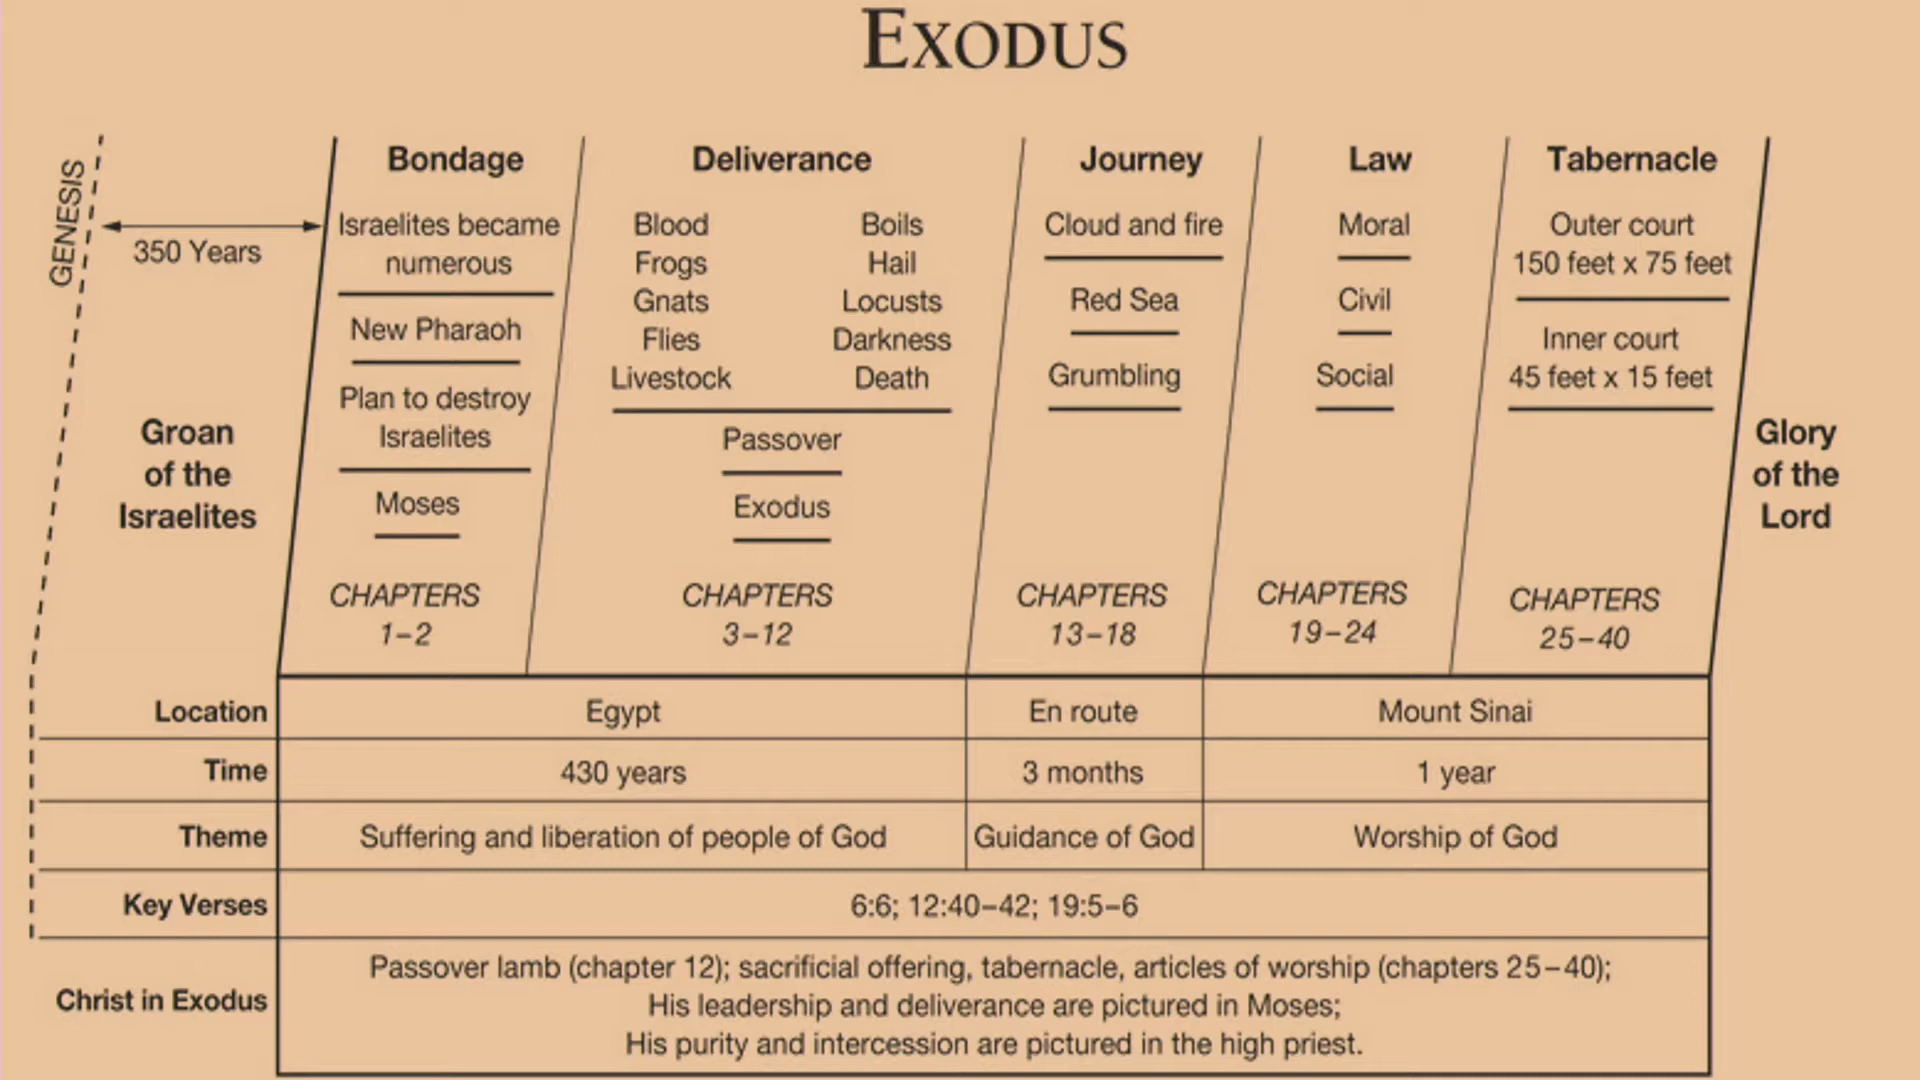 EXODUS
GENESIS
350 Years
Groan
of the
Israelites
Bondage
Israelites became
numerous
New Pharaoh
Plan to destroy
Israelites
Moses
CHAPTERS
1–2
Deliverance
Blood Boils
Frogs Hail
Gnats Locusts
Flies Darkness
Livestock Death
Passover
Exodus
CHAPTERS
3–12
Journey
Cloud and fire
Red Sea
Grumbling
CHAPTERS
13–18
Law
Moral
Civil
Social
CHAPTERS
19–24
Tabernacle
Outer court
150 feet x 75 feet
Inner court
45 feet x 15 feet
CHAPTERS
25–40
Glory
of the
Lord
Location Egypt En route Mount Sinai
Time 430 years 3 months 1 year
Theme Suffering and liberation of people of God Guidance of God Worship of God
Key Verses 6:6; 12:40–42; 19:5–6
Christ in Exodus
Passover lamb (chapter 12); sacrificial offering, tabernacle, articles of worship (chapters 25–40);
His leadership and deliverance are pictured in Moses;
His purity and intercession are pictured in the high priest.